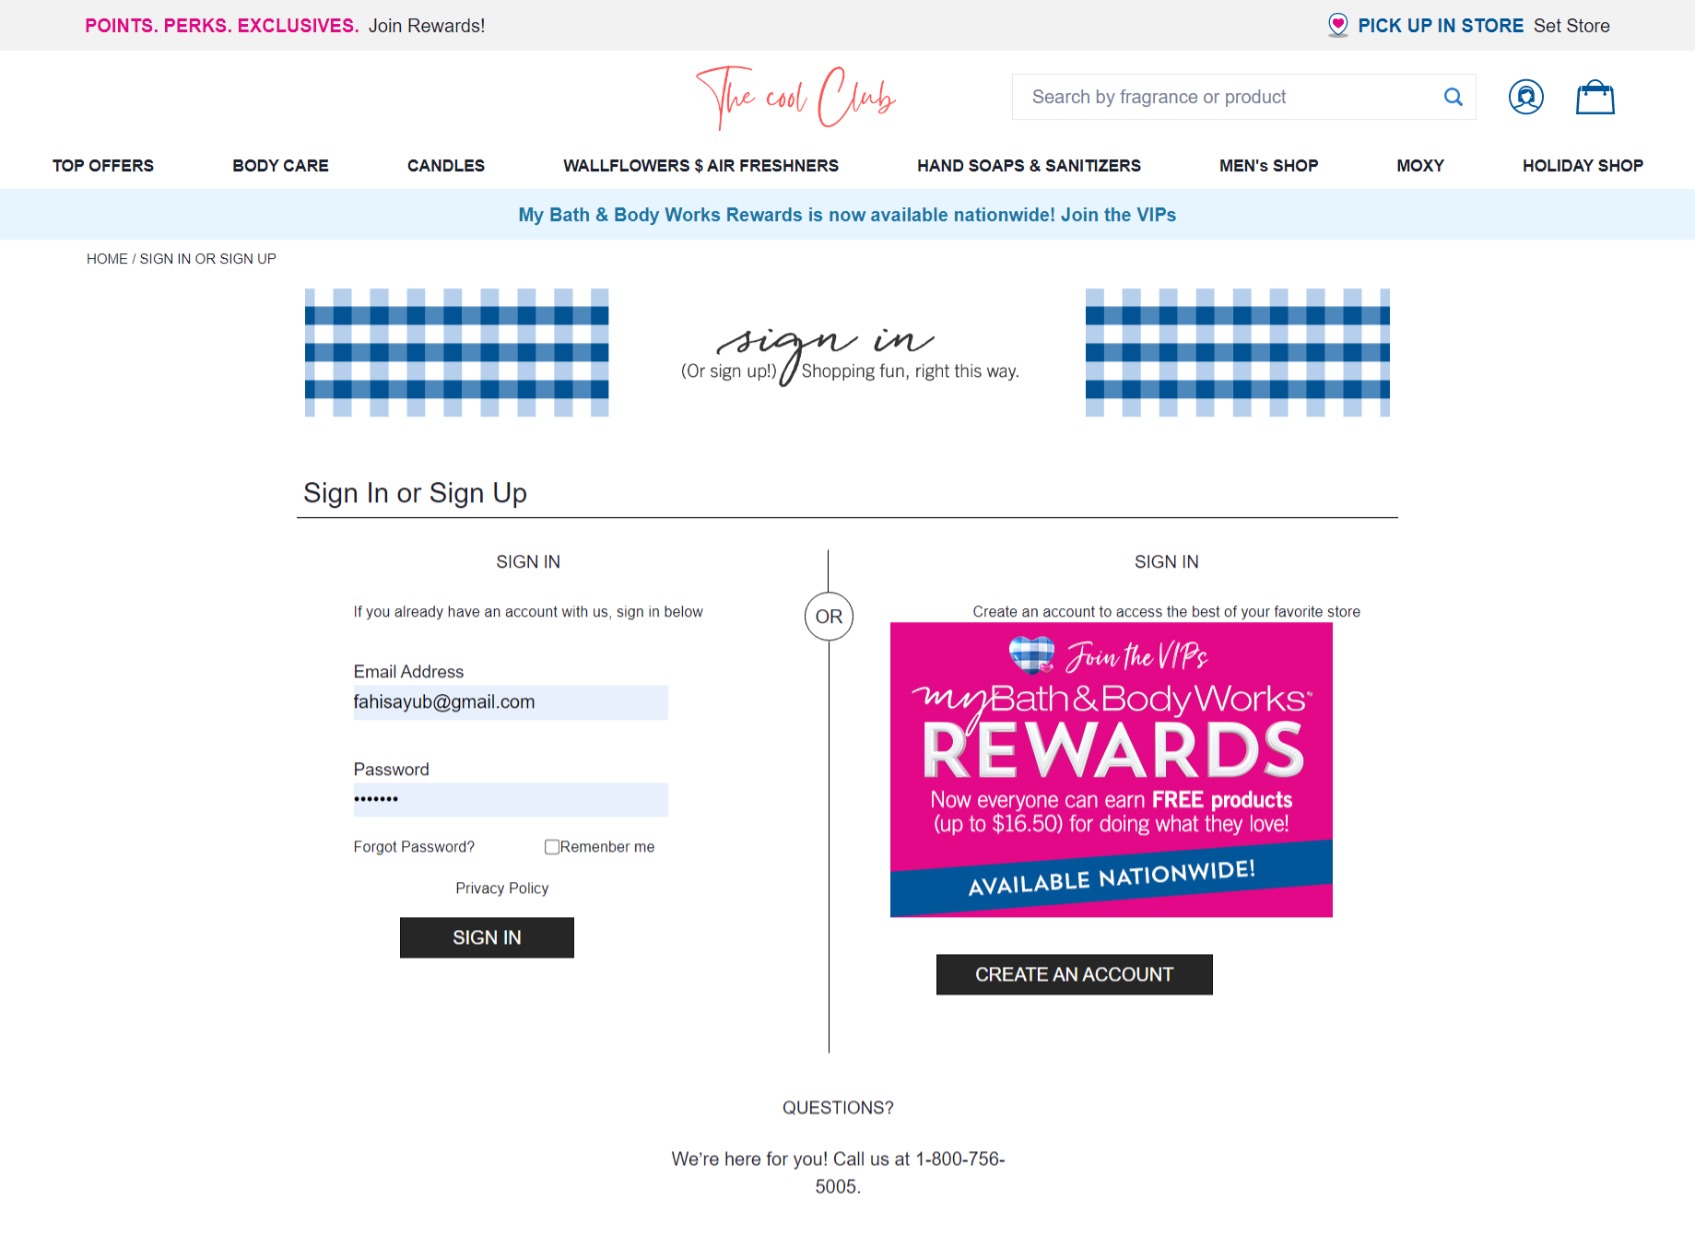 POINTS. PERKS. EXCLUSIVES. Join Rewards!
PICK UP IN STORE Set Store
The cool Club
Search by fragrance or product
TOP OFFERS
BODY CARE
CANDLES
WALLFLOWERS $ AIR FRESHNERS
HAND SOAPS & SANITIZERS
MEN's SHOP
MOXY
HOLIDAY SHOP
My Bath & Body Works Rewards is now available nationwide! Join the VIPs
HOME / SIGN IN OR SIGN UP
sign in
(Or sign up!) Shopping fun, right this way.
Sign In or Sign Up
SIGN IN
If you already have an account with us, sign in below
Email Address
fahisayub@gmail.com
Password
•••••••
Forgot Password?
Renember me
Privacy Policy
SIGN IN
OR
SIGN IN
Create an account to access the best of your favorite store
Join the VIPs
my Bath & Body Works®
REWARDS
Now everyone can earn FREE products
(up to $16.50) for doing what they love!
AVAILABLE NATIONWIDE!
CREATE AN ACCOUNT
QUESTIONS?
We’re here for you! Call us at 1-800-756-
5005.